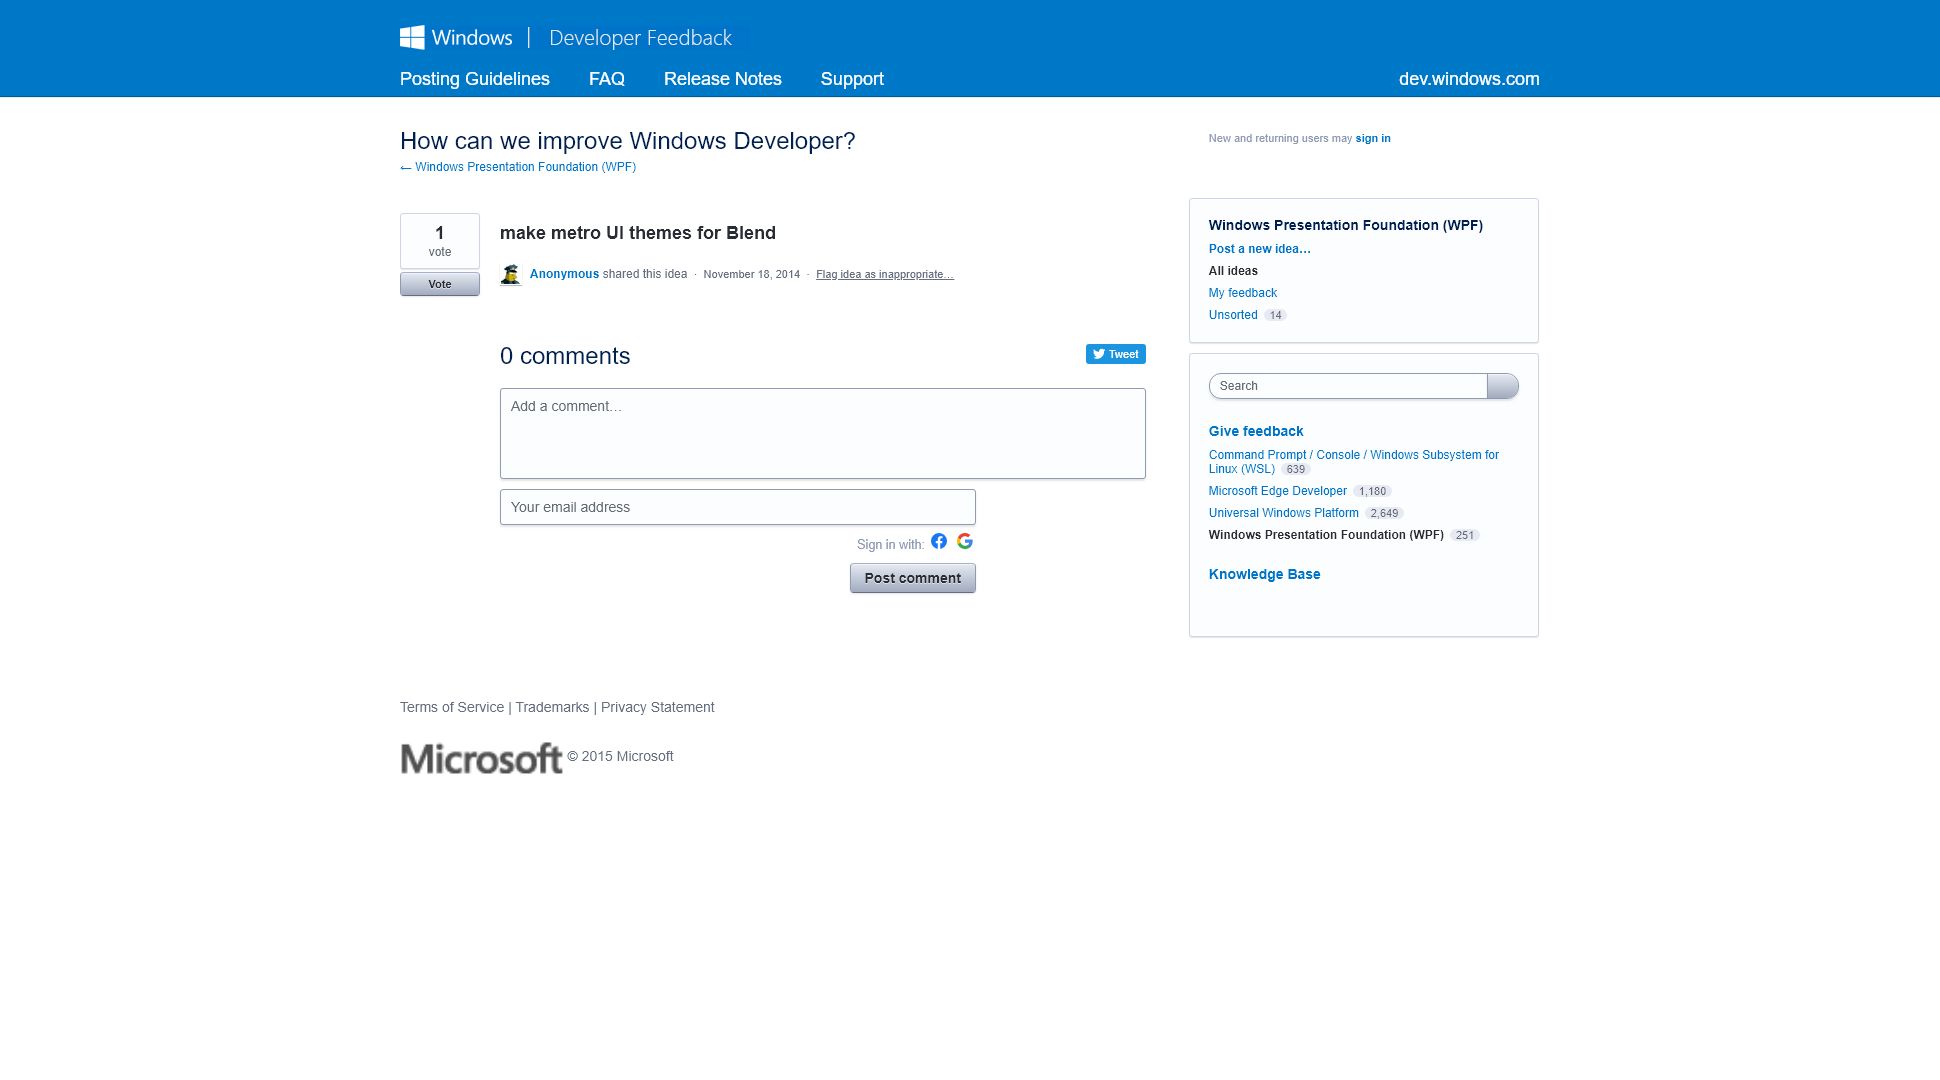 Windows | Developer Feedback
Posting Guidelines FAQ Release Notes Support dev.windows.com
How can we improve Windows Developer?
← Windows Presentation Foundation (WPF)
New and returning users may sign in
1
vote
Vote
make metro UI themes for Blend
Anonymous shared this idea · November 18, 2014 · Flag idea as inappropriate…
0 comments
Tweet
Add a comment…
Your email address
Sign in with:
Post comment
Windows Presentation Foundation (WPF)
Post a new idea…
All ideas
My feedback
Unsorted 14
Search
Give feedback
Command Prompt / Console / Windows Subsystem for
Linux (WSL) 639
Microsoft Edge Developer 1,180
Universal Windows Platform 2,649
Windows Presentation Foundation (WPF) 251
Knowledge Base
Terms of Service | Trademarks | Privacy Statement
Microsoft © 2015 Microsoft